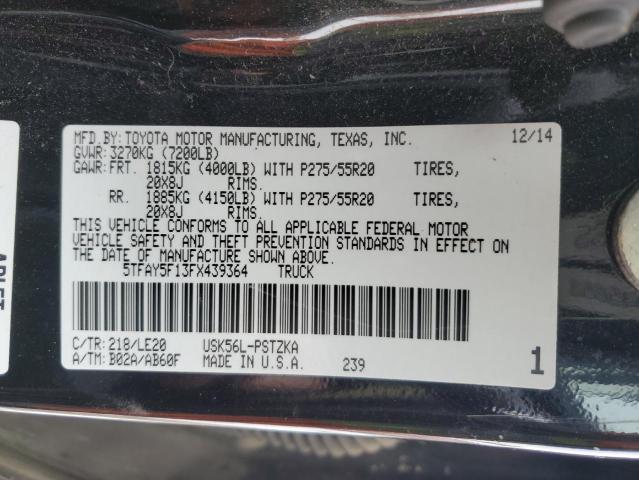 MFD.BY:TOYOTA MOTOR MANUFACTURING, TEXAS, INC. 12/14
GVWR:3270KG (7200LB)
GAWR:FRT. 1815KG (4000LB) WITH P275/55R20 TIRES,
20X8J RIMS.
RR. 1885KG (4150LB) WITH P275/55R20 TIRES,
20X8J RIMS.
THIS VEHICLE CONFORMS TO ALL APPLICABLE FEDERAL MOTOR
VEHICLE SAFETY AND THEFT PREVENTION STANDARDS IN EFFECT ON
THE DATE OF MANUFACTURE SHOWN ABOVE.
5TFAY5F13FX439364 TRUCK
C/TR:218/LE20 USK56L-PSTZKA
A/TM:B02A/AB60F MADE IN U.S.A. 239 1